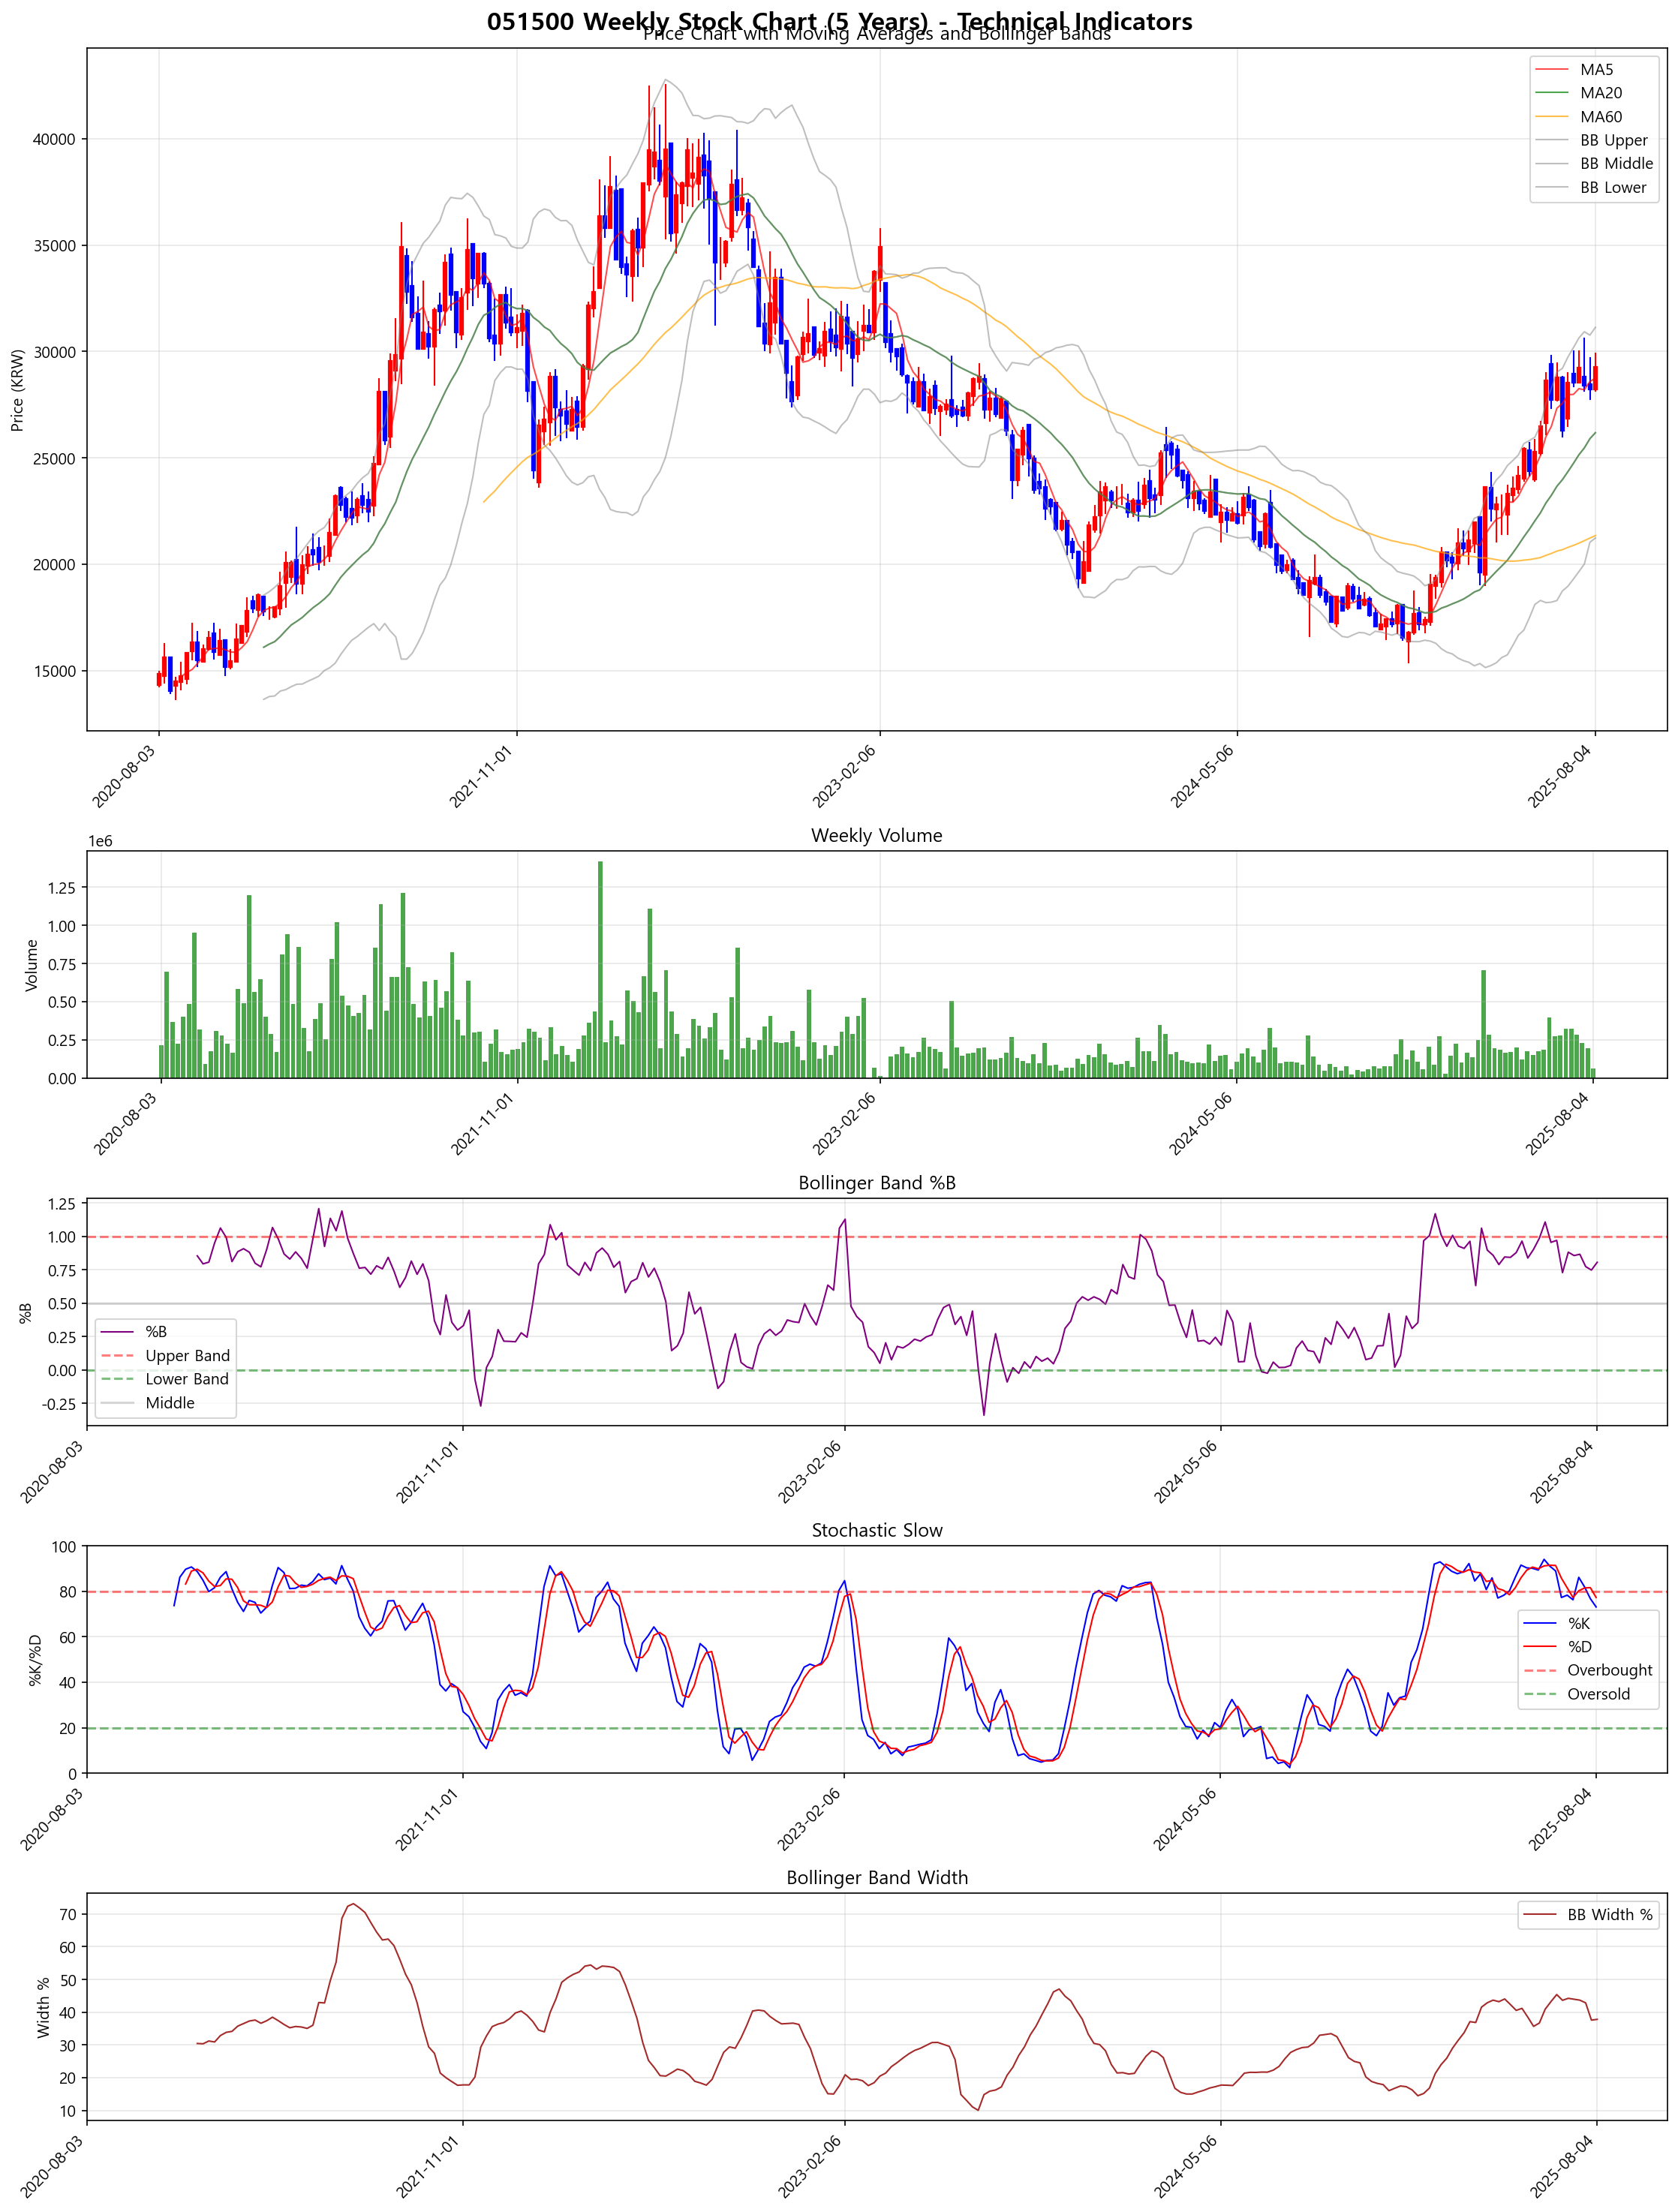 051500 Weekly Stock Chart (5 Years) - Technical Indicators
Price Chart with Moving Averages and Bollinger Bands
MA5
MA20
MA60
BB Upper
BB Middle
BB Lower
Price (KRW)
40000
35000
30000
25000
20000
15000
2020-08-03
2021-11-01
2023-02-06
2024-05-06
2025-08-04
Weekly Volume
1e6
Volume
1.25
1.00
0.75
0.50
0.25
0.00
2020-08-03
2021-11-01
2023-02-06
2024-05-06
2025-08-04
Bollinger Band %B
%B
1.25
1.00
0.75
0.50
0.25
0.00
-0.25
%B
Upper Band
Lower Band
Middle
2020-08-03
2021-11-01
2023-02-06
2024-05-06
2025-08-04
Stochastic Slow
%K/%D
100
80
60
40
20
0
%K
%D
Overbought
Oversold
2020-08-03
2021-11-01
2023-02-06
2024-05-06
2025-08-04
Bollinger Band Width
Width %
70
60
50
40
30
20
10
BB Width %
2020-08-03
2021-11-01
2023-02-06
2024-05-06
2025-08-04